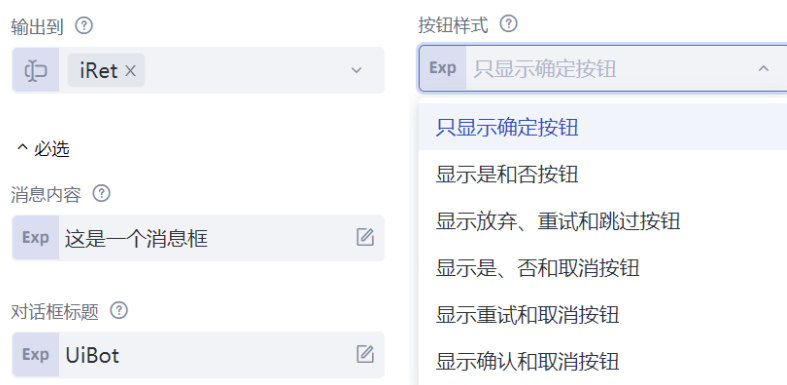 输出到
iRet
必选
消息内容
Exp 这是一个消息框
对话框标题
Exp UiBot
按钮样式
Exp 只显示确定按钮
只显示确定按钮
显示是和否按钮
显示放弃、重试和跳过按钮
显示是、否和取消按钮
显示重试和取消按钮
显示确认和取消按钮